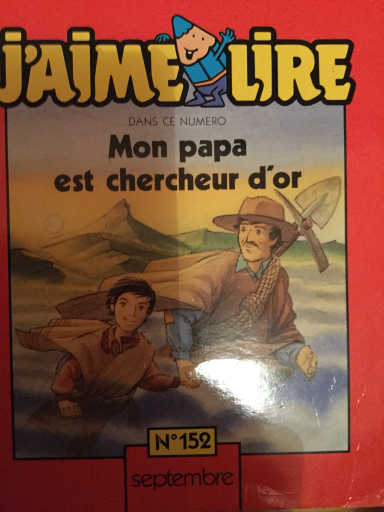 J'AIME LIRE
DANS CE NUMERO
Mon papa
est chercheur d'or
N°152
septembre